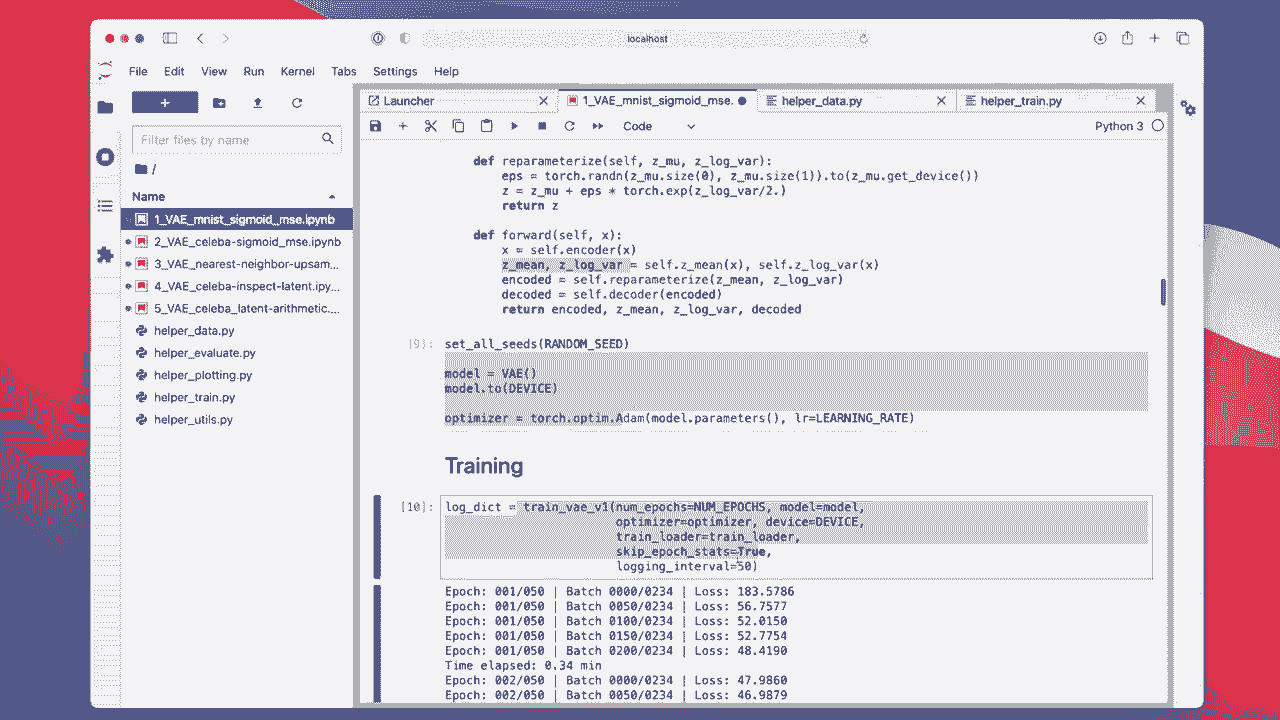 localhost
File Edit View Run Kernel Tabs Settings Help
Launcher
1_VAE_mnist_sigmoid_mse.
helper_data.py
helper_train.py
+
Filter files by name
Code
Python 3
/
Name
1_VAE_mnist_sigmoid_mse.ipynb
2_VAE_celeba-sigmoid_mse.ipynb
3_VAE_nearest-neighbor-upsam...
4_VAE_celeba-inspect-latent.ipy...
5_VAE_celeba_latent-arithmetic....
helper_data.py
helper_evaluate.py
helper_plotting.py
helper_train.py
helper_utils.py
def reparameterize(self, z_mu, z_log_var):
eps = torch.randn(z_mu.size(0), z_mu.size(1)).to(z_mu.get_device())
z = z_mu + eps * torch.exp(z_log_var/2.)
return z
def forward(self, x):
x = self.encoder(x)
z_mean, z_log_var = self.z_mean(x), self.z_log_var(x)
encoded = self.reparameterize(z_mean, z_log_var)
decoded = self.decoder(encoded)
return encoded, z_mean, z_log_var, decoded
[9]: set_all_seeds(RANDOM_SEED)
model = VAE()
model.to(DEVICE)
optimizer = torch.optim.Adam(model.parameters(), lr=LEARNING_RATE)
Training
[10]: log_dict = train_vae_v1(num_epochs=NUM_EPOCHS, model=model,
optimizer=optimizer, device=DEVICE,
train_loader=train_loader,
skip_epoch_stats=True,
logging_interval=50)
Epoch: 001/050 | Batch 0000/0234 | Loss: 183.5786
Epoch: 001/050 | Batch 0050/0234 | Loss: 56.7577
Epoch: 001/050 | Batch 0100/0234 | Loss: 52.0150
Epoch: 001/050 | Batch 0150/0234 | Loss: 52.7754
Epoch: 001/050 | Batch 0200/0234 | Loss: 48.4190
Time elapsed: 0.34 min
Epoch: 002/050 | Batch 0000/0234 | Loss: 47.9860
Epoch: 002/050 | Batch 0050/0234 | Loss: 46.9879